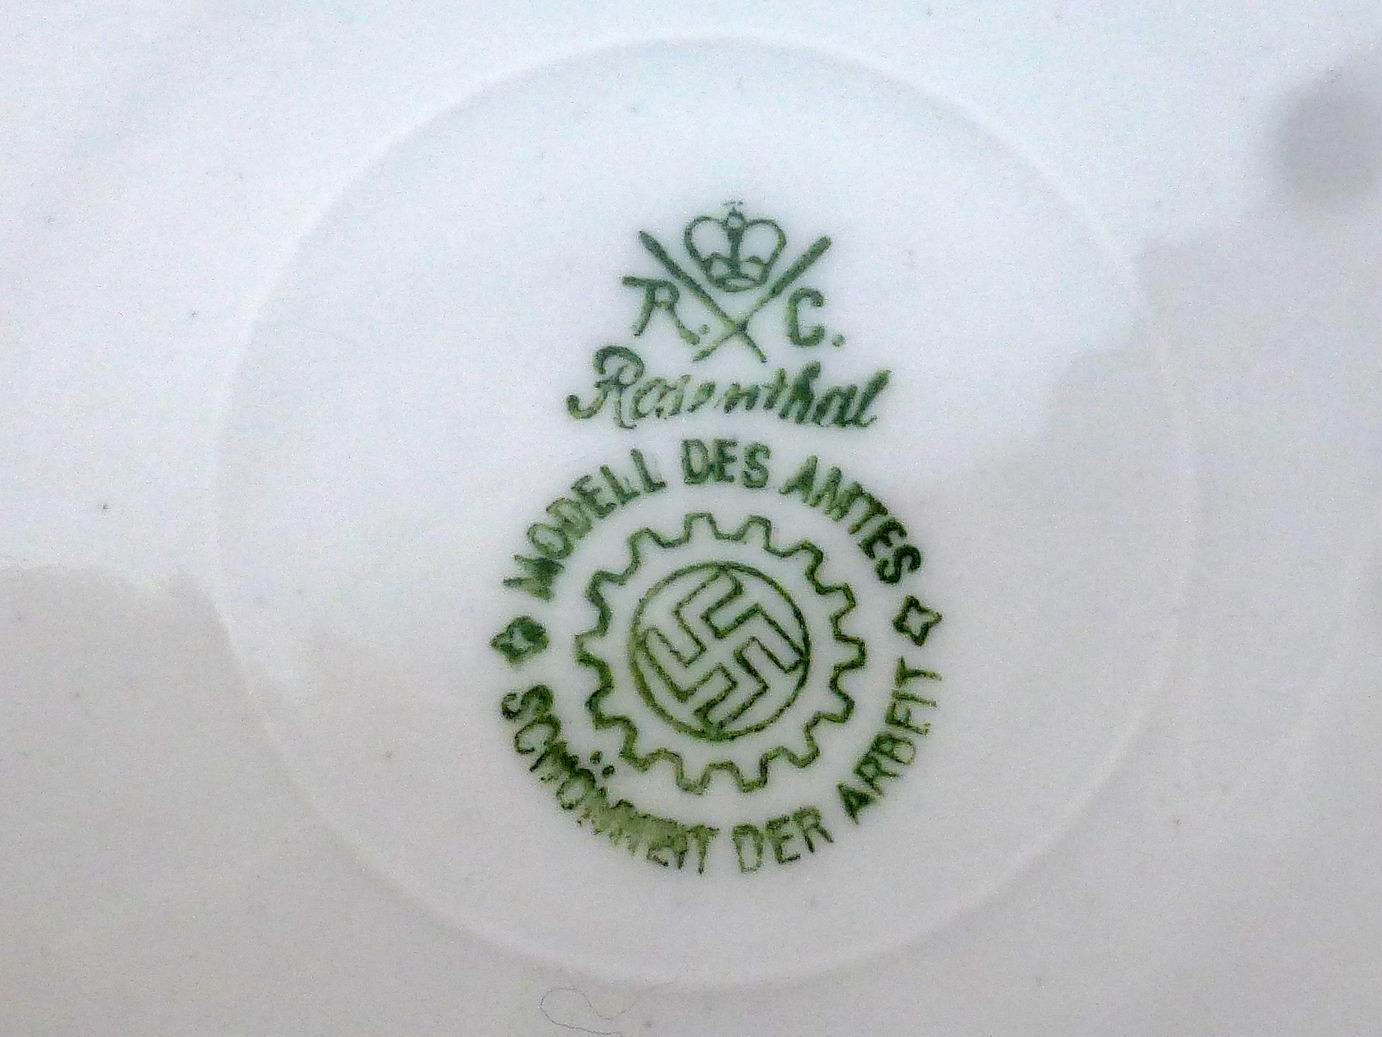 R. C.
Rosenthal
MODELL DES AMTES
SCHÖNHEIT DER ARBEIT